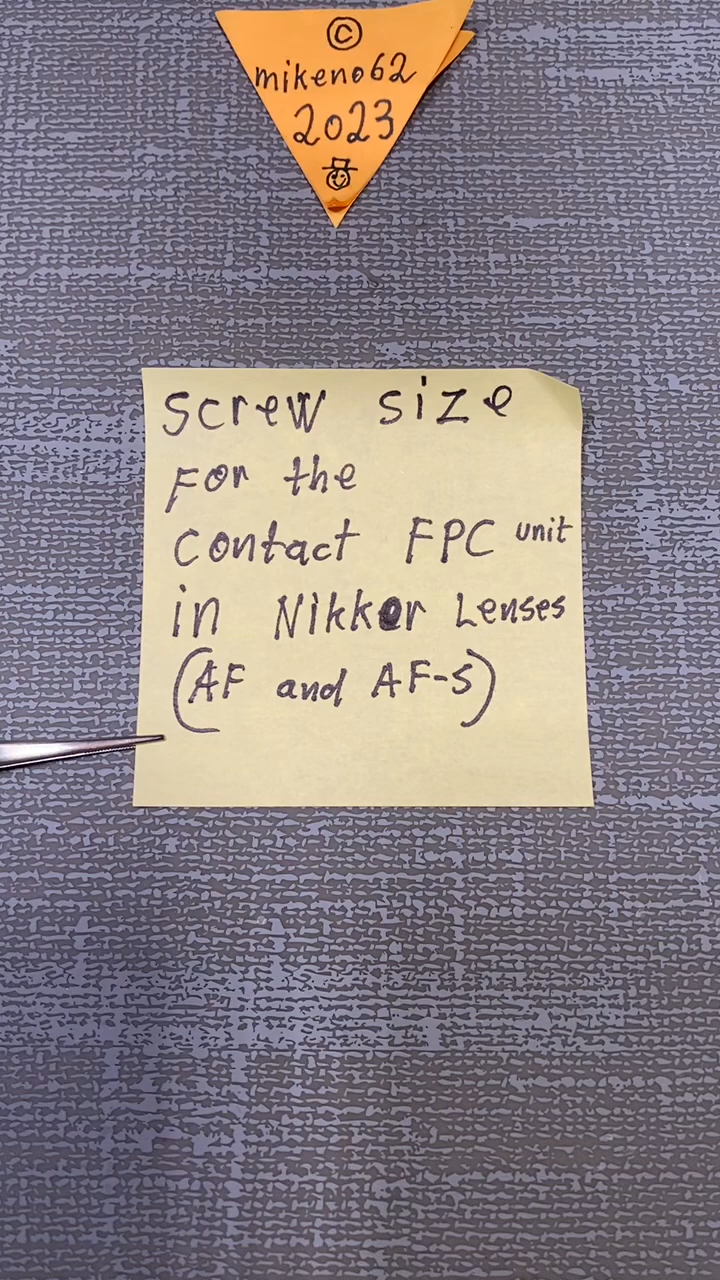 ©
mikeno62
2023
screw size
For the
Contact FPC unit
in Nikkor Lenses
(AF and AF-S)